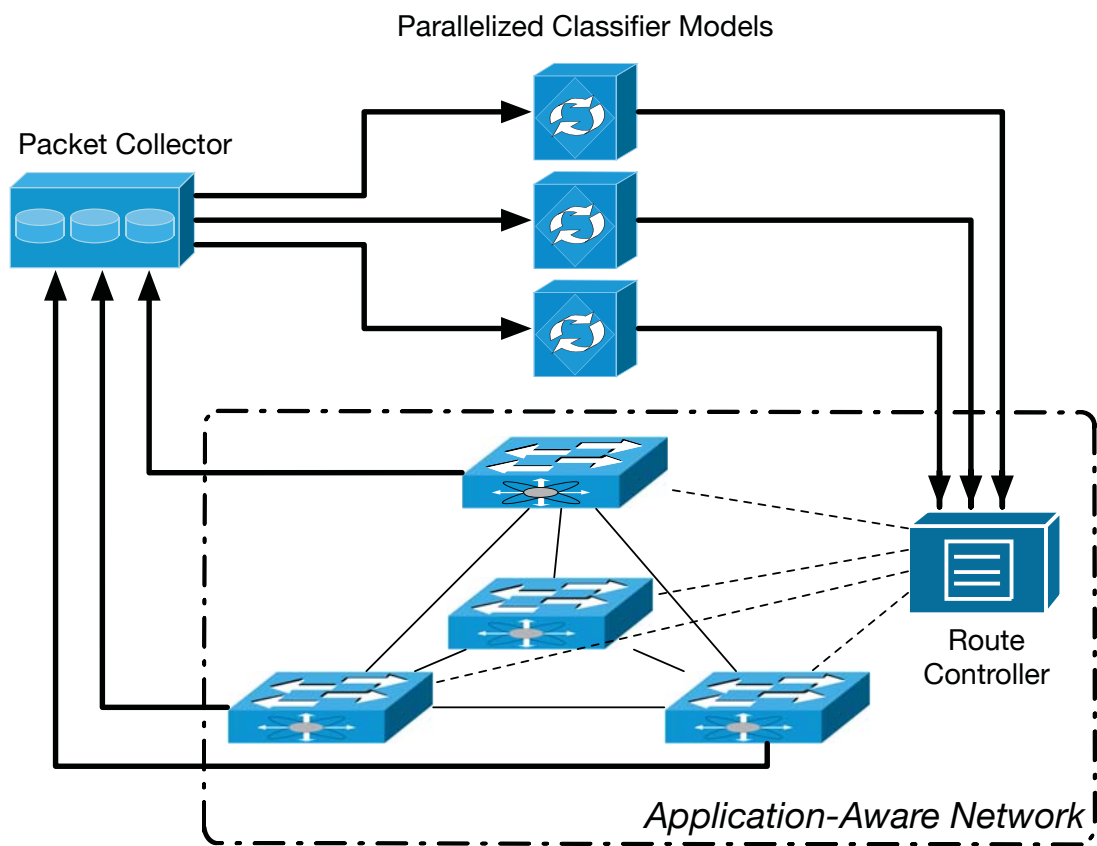 Parallelized Classifier Models
Packet Collector
Route
Controller
Application-Aware Network